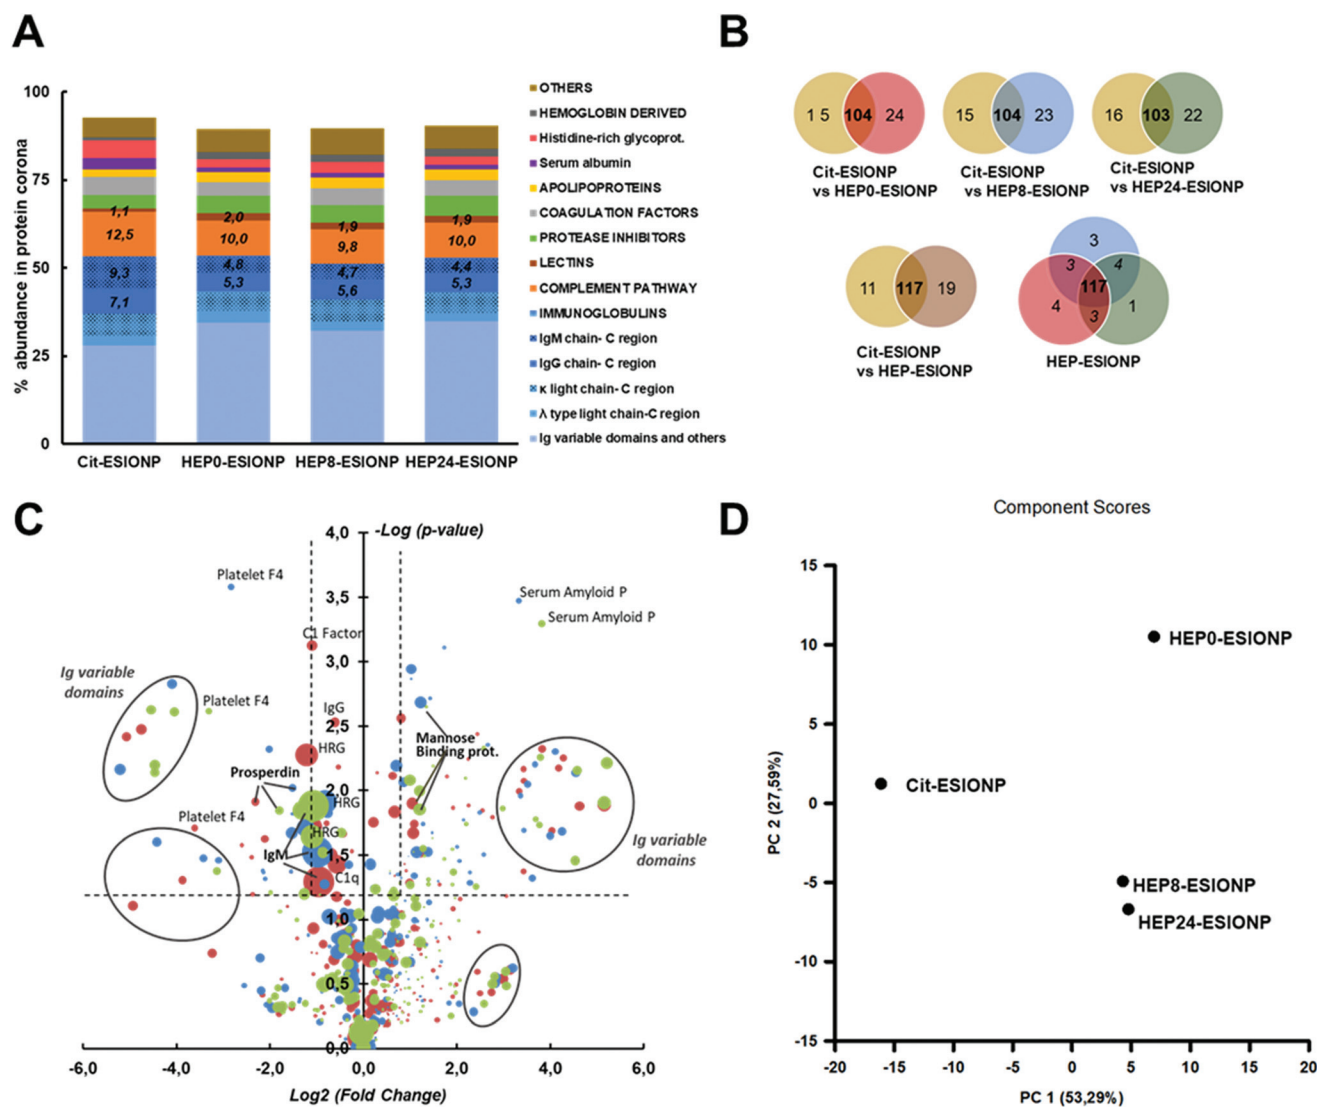 A
% abundance in protein corona
100
75
50
25
0
1,1
12,5
9,3
7,1
2,0
10,0
4,8
5,3
1,9
9,8
4,7
5,6
1,9
10,0
4,4
5,3
Cit-ESIONP
HEP0-ESIONP
HEP8-ESIONP
HEP24-ESIONP
OTHERS
HEMOGLOBIN DERIVED
Histidine-rich glycoprot.
Serum albumin
APOLIPOPROTEINS
COAGULATION FACTORS
PROTEASE INHIBITORS
LECTINS
COMPLEMENT PATHWAY
IMMUNOGLOBULINS
IgM chain- C region
IgG chain- C region
κ light chain- C region
λ type light chain-C region
Ig variable domains and others
B
1 5 104 24
Cit-ESIONP
vs HEP0-ESIONP
15 104 23
Cit-ESIONP
vs HEP8-ESIONP
16 103 22
Cit-ESIONP
vs HEP24-ESIONP
11 117 19
Cit-ESIONP
vs HEP-ESIONP
3
3 4
117
4 3 1
HEP-ESIONP
C
-Log (p-value)
4,0
3,5
3,0
2,5
2,0
1,5
1,0
0,5
0,0
Platelet F4
Serum Amyloid P
Serum Amyloid P
C1 Factor
Ig variable
domains
Platelet F4
IgG
HRG
Mannose
Binding prot.
Prosperdin
HRG
Platelet F4
HRG
IgM
C1q
Ig variable
domains
-6,0
-4,0
-2,0
0,0
2,0
4,0
6,0
Log2 (Fold Change)
D
Component Scores
PC 2 (27,59%)
15
10
5
0
-5
-10
-15
HEP0-ESIONP
Cit-ESIONP
HEP8-ESIONP
HEP24-ESIONP
-20
-15
-10
-5
0
5
10
15
20
PC 1 (53,29%)